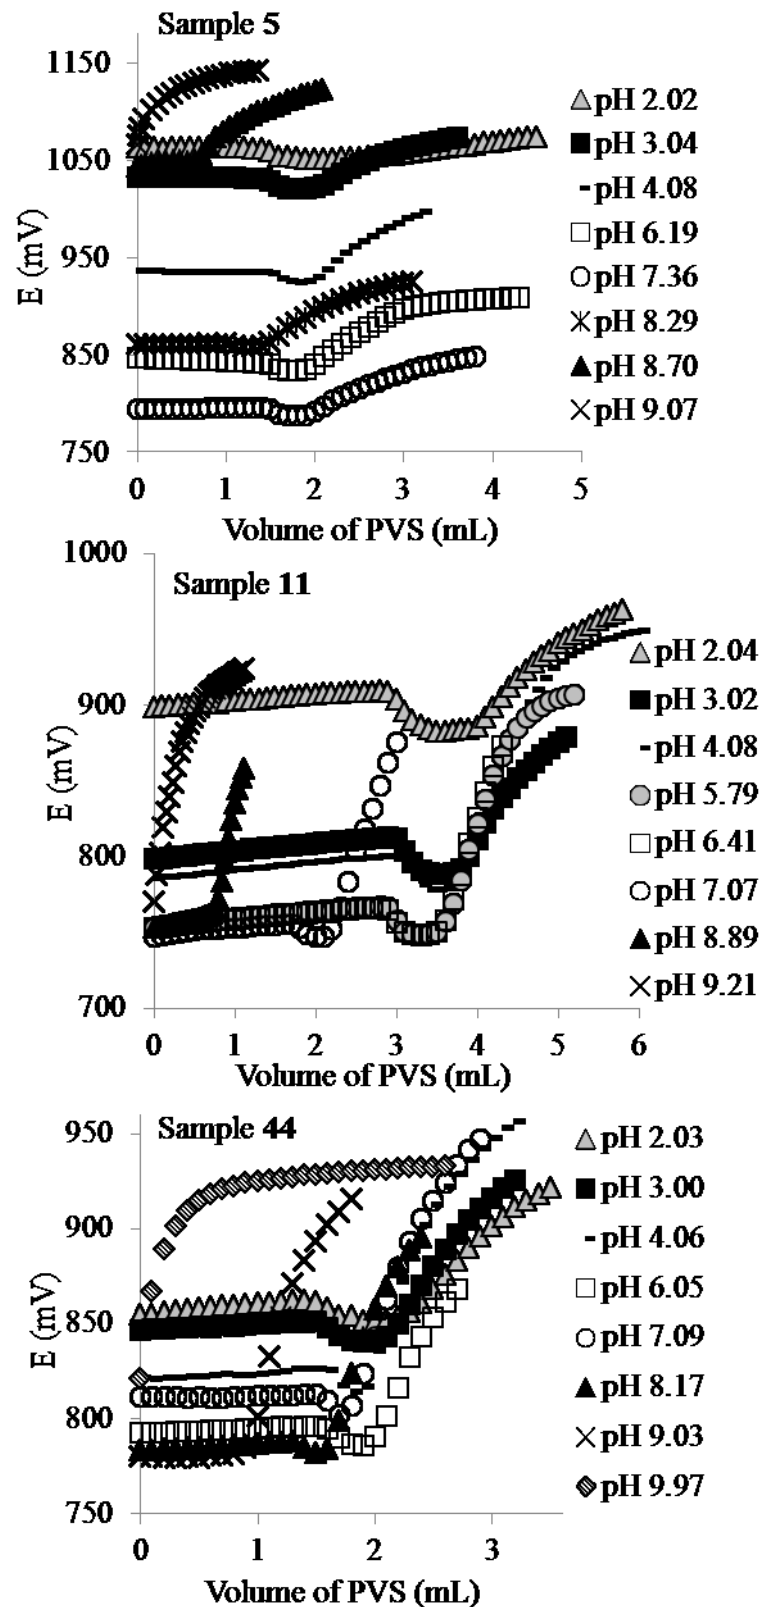 Sample 5
1150
1050
950
850
750
E (mV)
0 1 2 3 4 5
Volume of PVS (mL)
pH 2.02
pH 3.04
pH 4.08
pH 6.19
pH 7.36
pH 8.29
pH 8.70
pH 9.07
Sample 11
1000
900
800
700
E (mV)
0 1 2 3 4 5 6
Volume of PVS (mL)
pH 2.04
pH 3.02
pH 4.08
pH 5.79
pH 6.41
pH 7.07
pH 8.89
pH 9.21
Sample 44
950
900
850
800
750
E (mV)
0 1 2 3
Volume of PVS (mL)
pH 2.03
pH 3.00
pH 4.06
pH 6.05
pH 7.09
pH 8.17
pH 9.03
pH 9.97